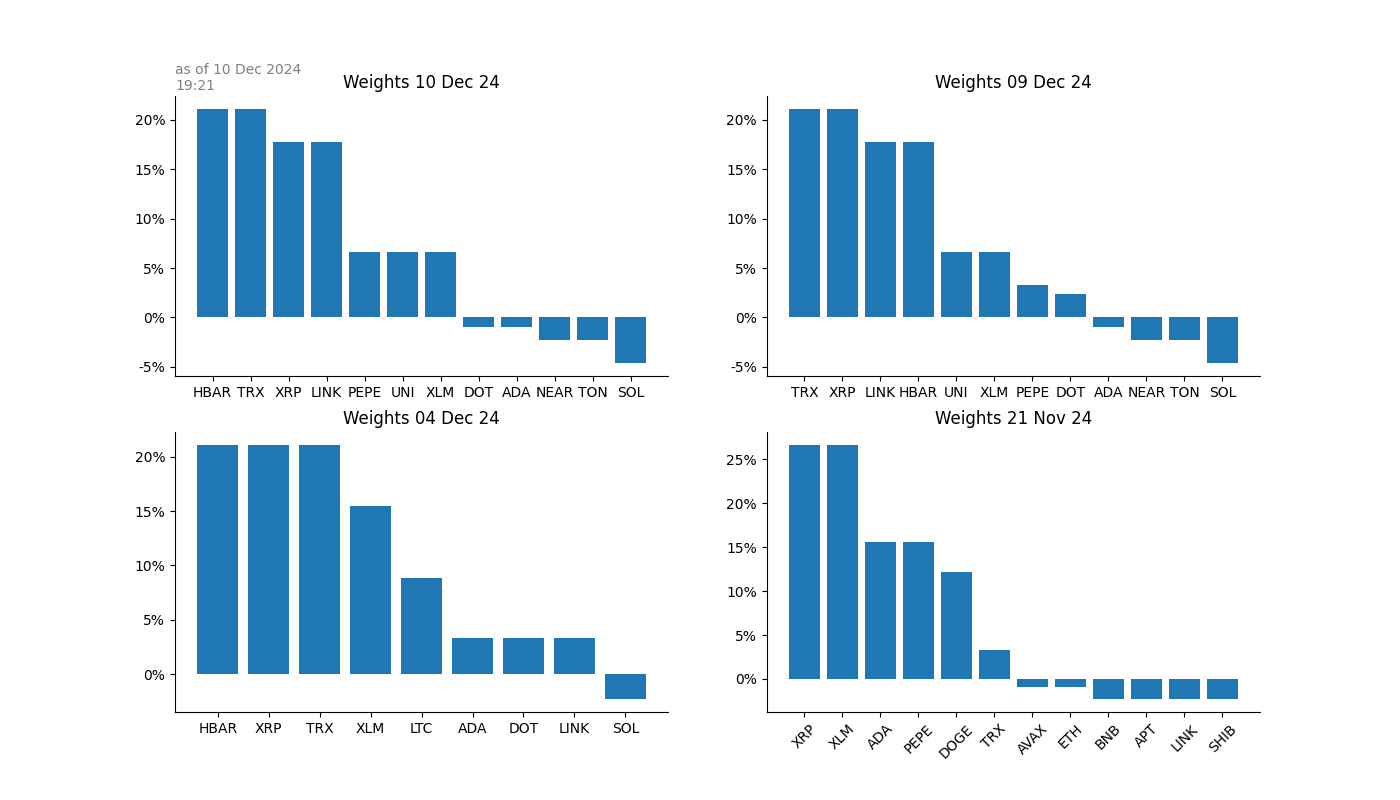 as of 10 Dec 2024
19:21
Weights 10 Dec 24
20%
15%
10%
5%
0%
-5%
HBAR TRX XRP LINK PEPE UNI XLM DOT ADA NEAR TON SOL
Weights 09 Dec 24
20%
15%
10%
5%
0%
-5%
TRX XRP LINK HBAR UNI XLM PEPE DOT ADA NEAR TON SOL
Weights 04 Dec 24
20%
15%
10%
5%
0%
HBAR XRP TRX XLM LTC ADA DOT LINK SOL
Weights 21 Nov 24
25%
20%
15%
10%
5%
0%
XRP XLM ADA PEPE DOGE TRX AVAX ETH BNB APT LINK SHIB